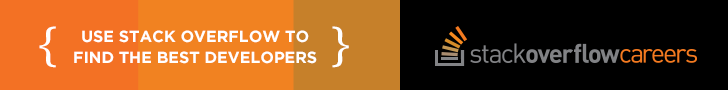 { USE STACK OVERFLOW TO
FIND THE BEST DEVELOPERS }
stackoverflowcareers